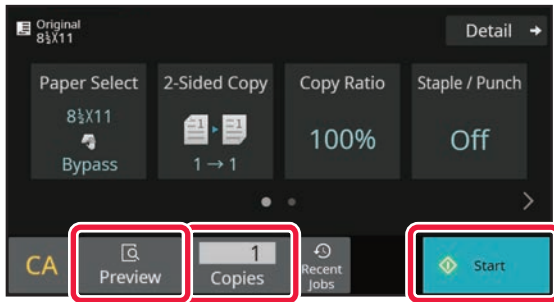 Original
8½X11
Detail
Paper Select
2-Sided Copy
Copy Ratio
Staple / Punch
8½X11
Bypass
1 → 1
100%
Off
CA
Preview
1
Copies
Recent
Jobs
Start